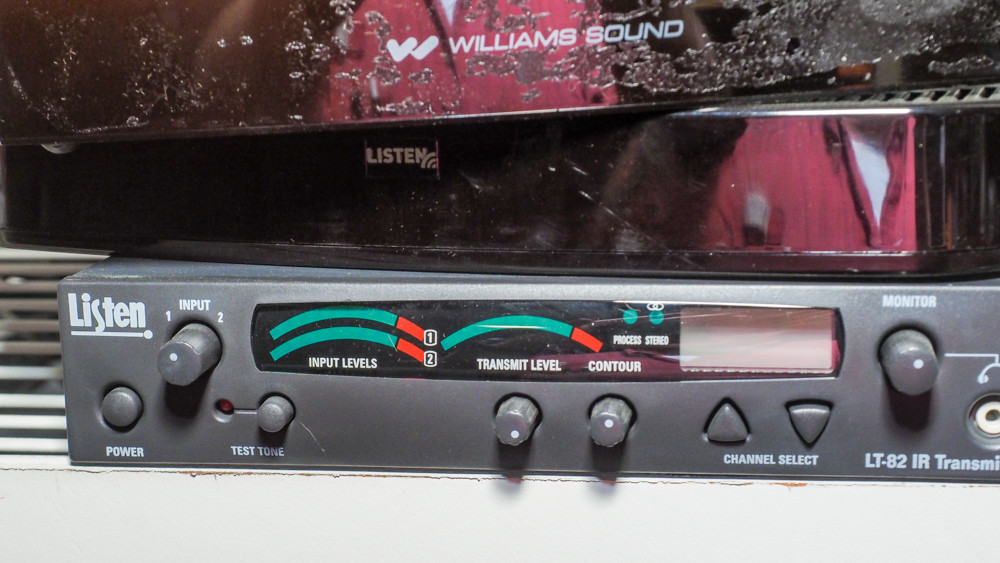 WILLIAMS SOUND
LISTEN
Listen
INPUT
1 2
MONITOR
1
2
INPUT LEVELS
TRANSMIT LEVEL
CONTOUR
PROCESS STEREO
POWER
TEST TONE
CHANNEL SELECT
LT-82 IR Transmi